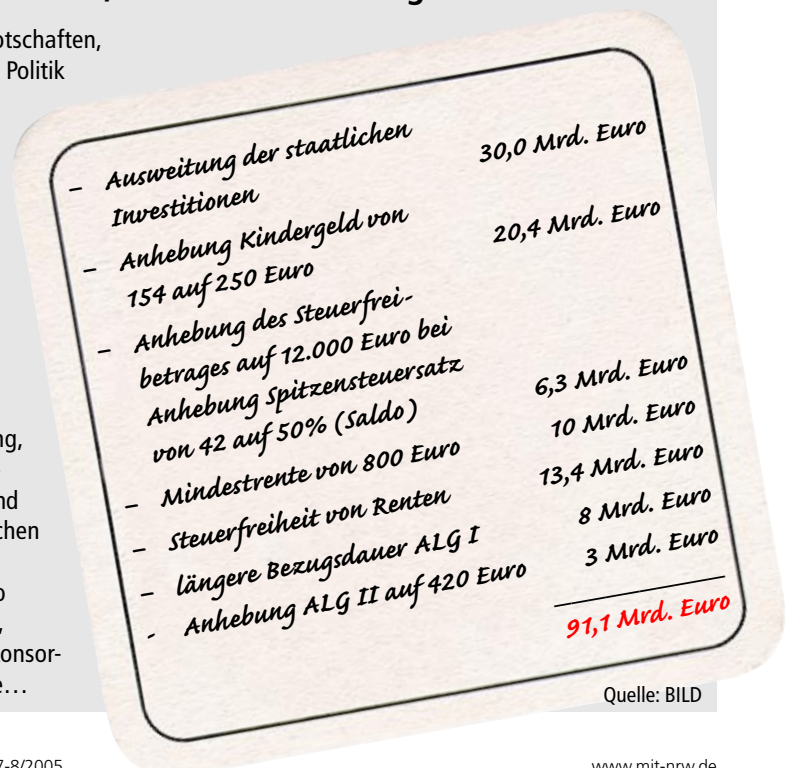 otschaften,
Politik
– Ausweitung der staatlichen
Investitionen 30,0 Mrd. Euro
– Anhebung Kindergeld von
154 auf 250 Euro 20,4 Mrd. Euro
– Anhebung des Steuerfrei-
betrages auf 12.000 Euro bei
Anhebung Spitzensteuersatz
von 42 auf 50% (Saldo) 6,3 Mrd. Euro
– Mindestrente von 800 Euro 10 Mrd. Euro
– Steuerfreiheit von Renten 13,4 Mrd. Euro
– längere Bezugsdauer ALG I 8 Mrd. Euro
- Anhebung ALG II auf 420 Euro 3 Mrd. Euro
91,1 Mrd. Euro
ng,
nd
chen
o
,
onsor-
e…
Quelle: BILD
7-8/2005
www.mit-nrw.de